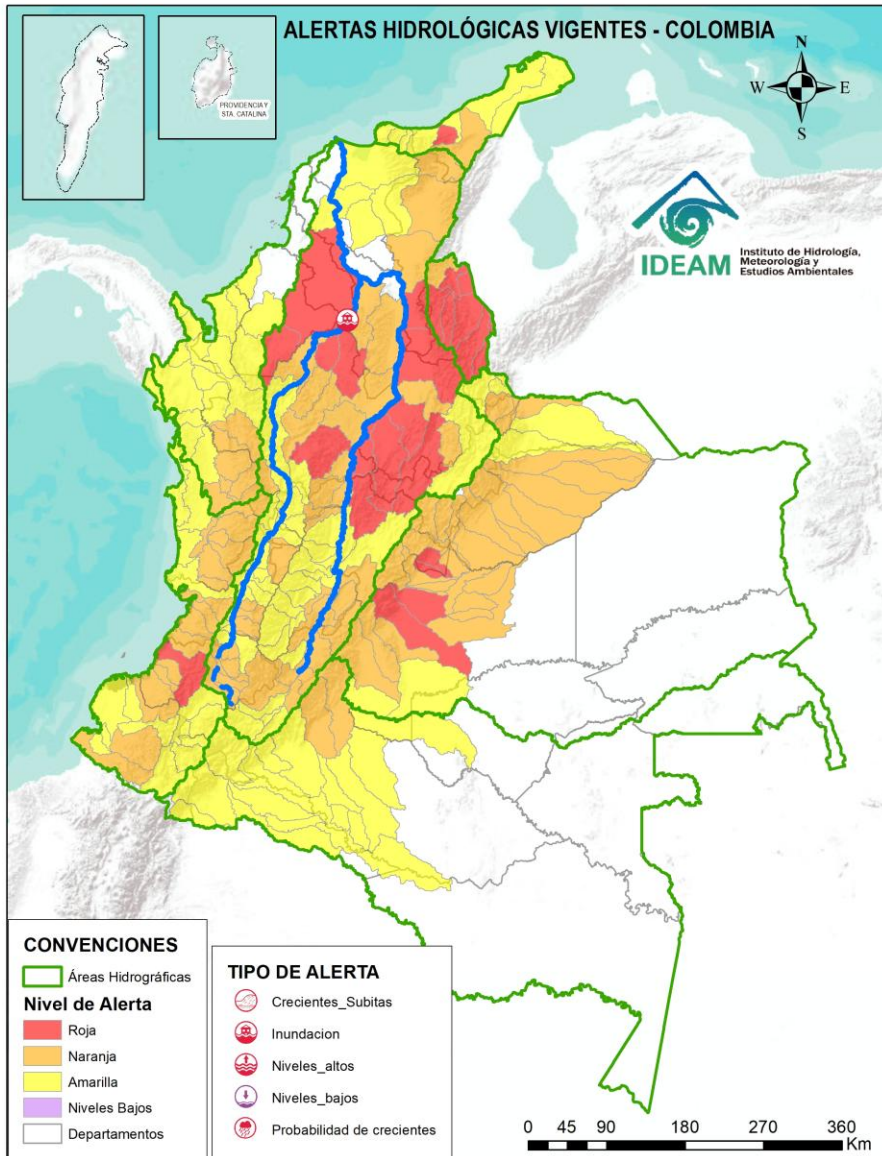 ALERTAS HIDROLÓGICAS VIGENTES - COLOMBIA
PROVIDENCIA Y
STA. CATALINA
N
W E
S
IDEAM
Instituto de Hidrología,
Meteorología y
Estudios Ambientales
CONVENCIONES
Áreas Hidrográficas
Nivel de Alerta
Roja
Naranja
Amarilla
Niveles Bajos
Departamentos
TIPO DE ALERTA
Crecientes_Subitas
Inundacion
Niveles_altos
Niveles_bajos
Probabilidad de crecientes
0 45 90 180 270 360
Km